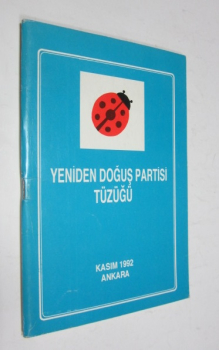 YENİDEN DOĞUŞ PARTİSİ
TÜZÜĞÜ
KASIM 1992
ANKARA